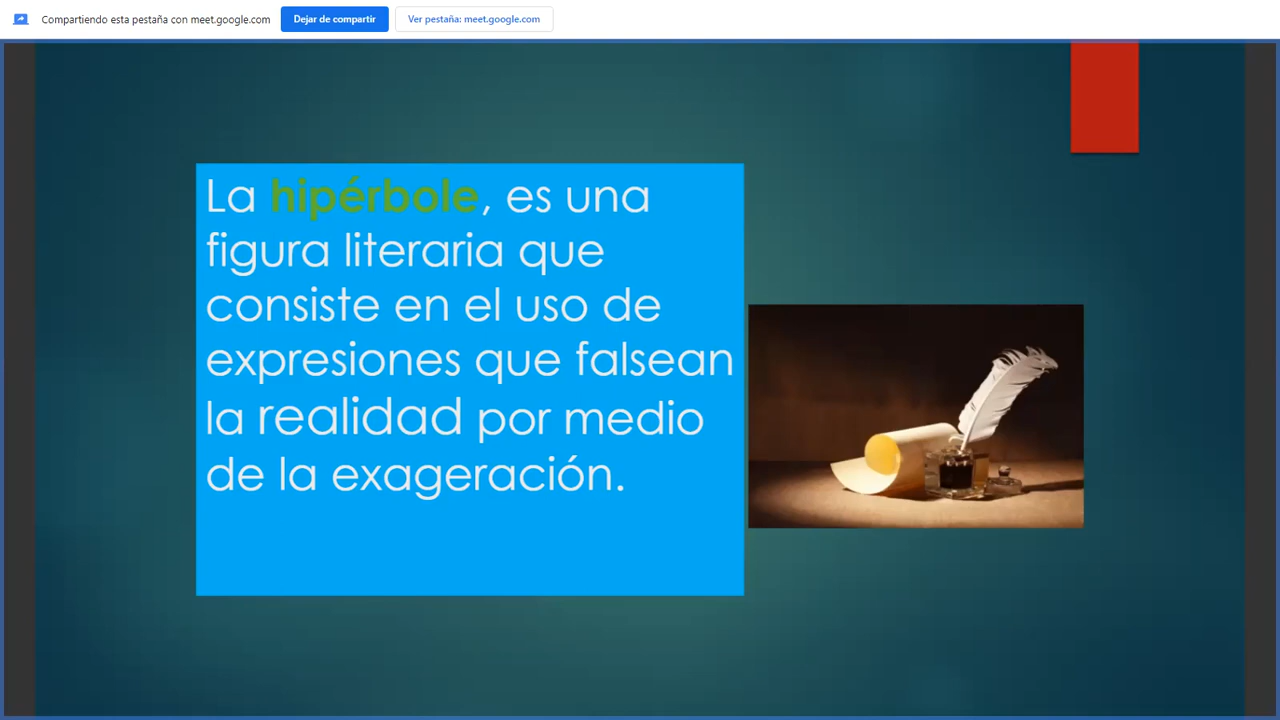 Compartiendo esta pestaña con meet.google.com
Dejar de compartir
Ver pestaña: meet.google.com
La hipérbole, es una
figura literaria que
consiste en el uso de
expresiones que falsean
la realidad por medio
de la exageración.